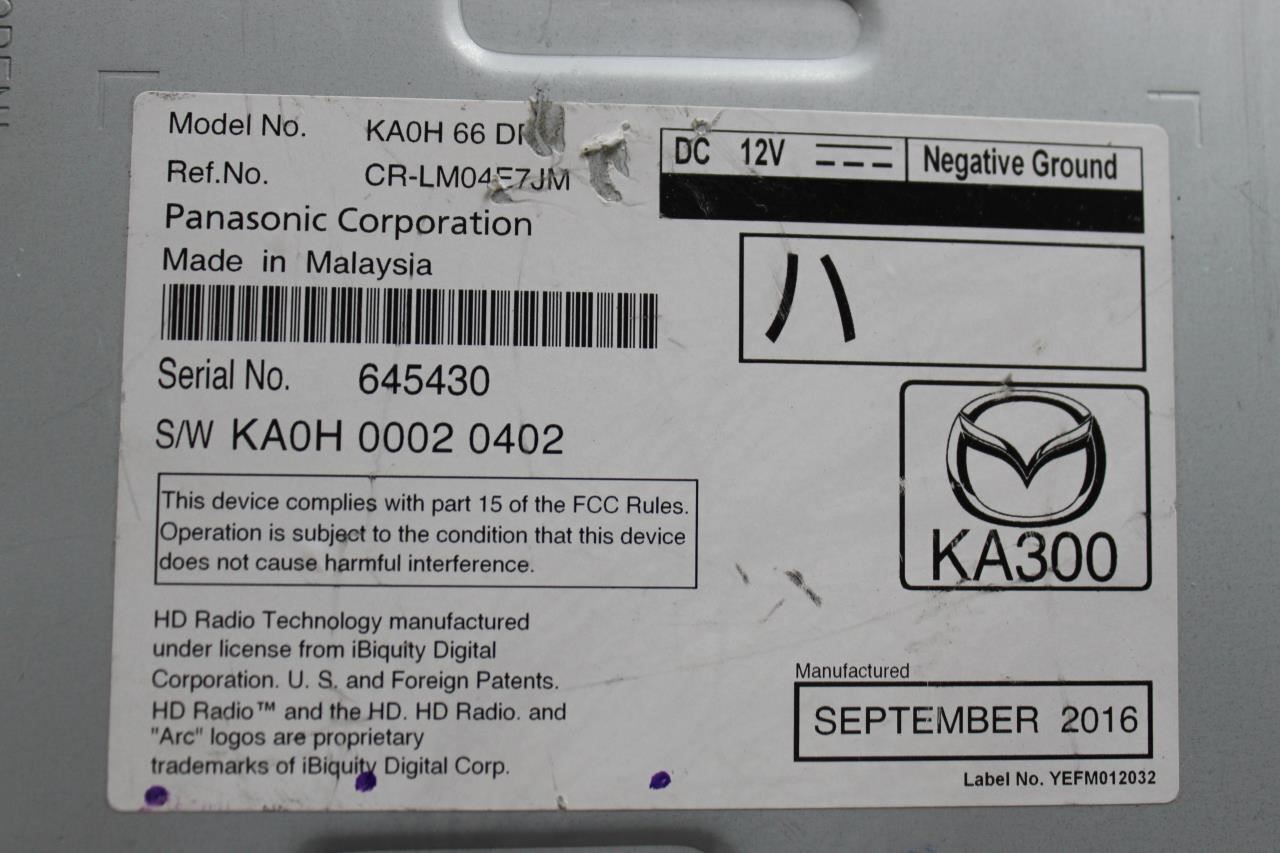 Model No. KA0H 66 
Ref.No. CR-LM04E7JM
Panasonic Corporation
Made in Malaysia
Serial No. 645430
S/W KA0H 0002 0402
This device complies with part 15 of the FCC Rules.
Operation is subject to the condition that this device
does not cause harmful interference.
HD Radio Technology manufactured
under license from iBiquity Digital
Corporation. U. S. and Foreign Patents.
HD Radio™ and the HD. HD Radio. and
"Arc" logos are proprietary
trademarks of iBiquity Digital Corp.
DC 12V Negative Ground
ハ
KA300
Manufactured
SEPTEMBER 2016
Label No. YEFM012032